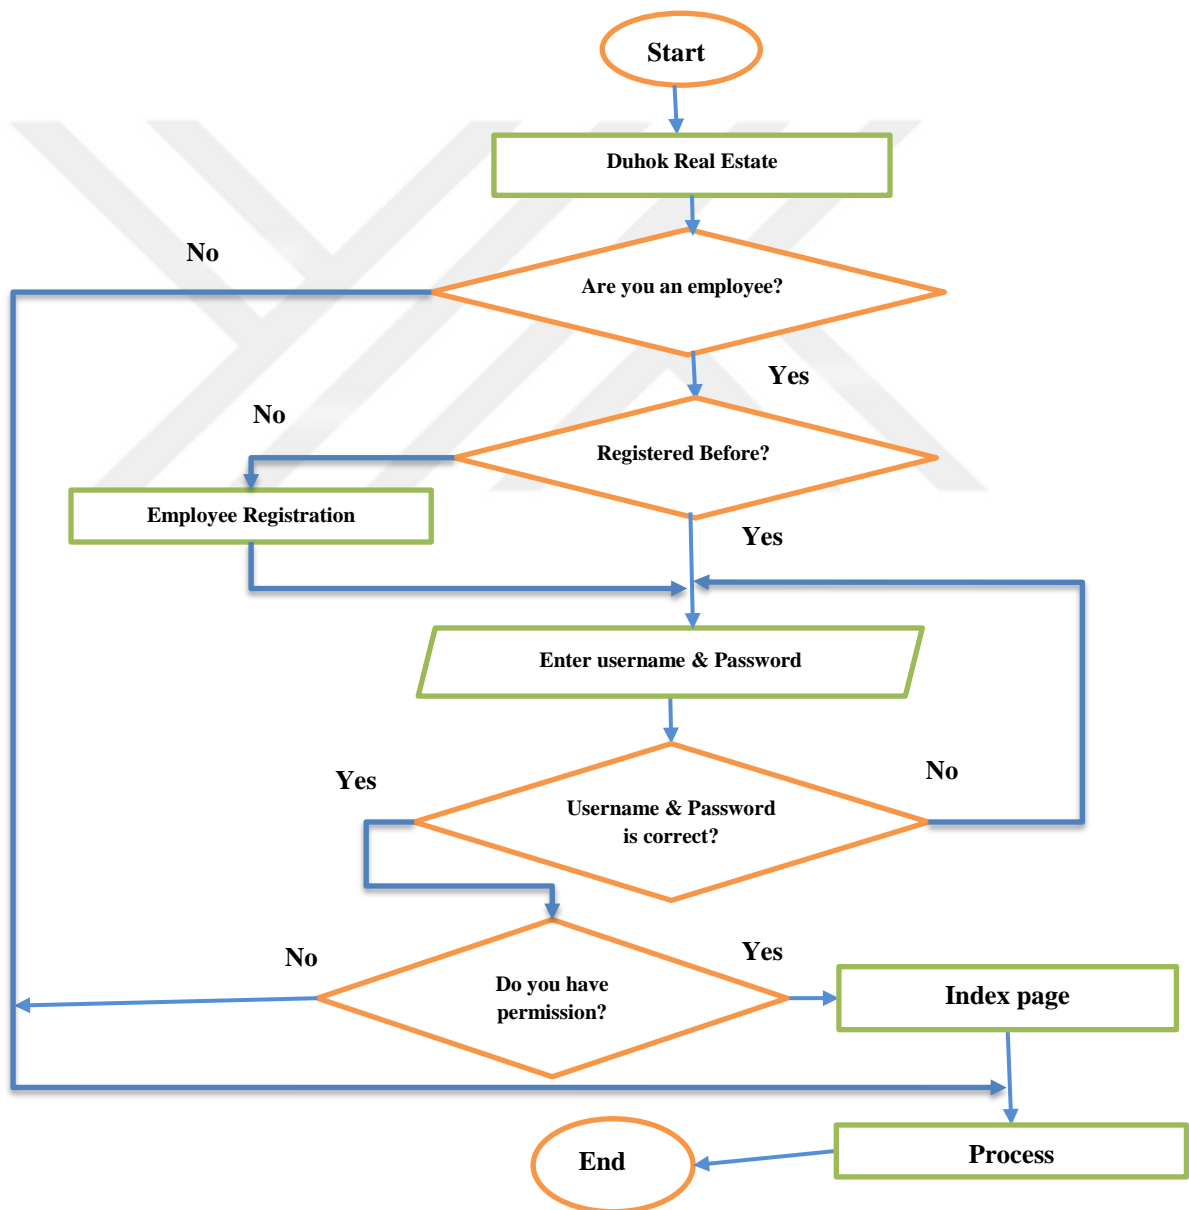 Start
Duhok Real Estate
No
Are you an employee?
Yes
No
Registered Before?
Employee Registration
Yes
Enter username & Password
Yes
No
Username & Password
is correct?
No
Yes
Do you have
permission?
Index page
End
Process